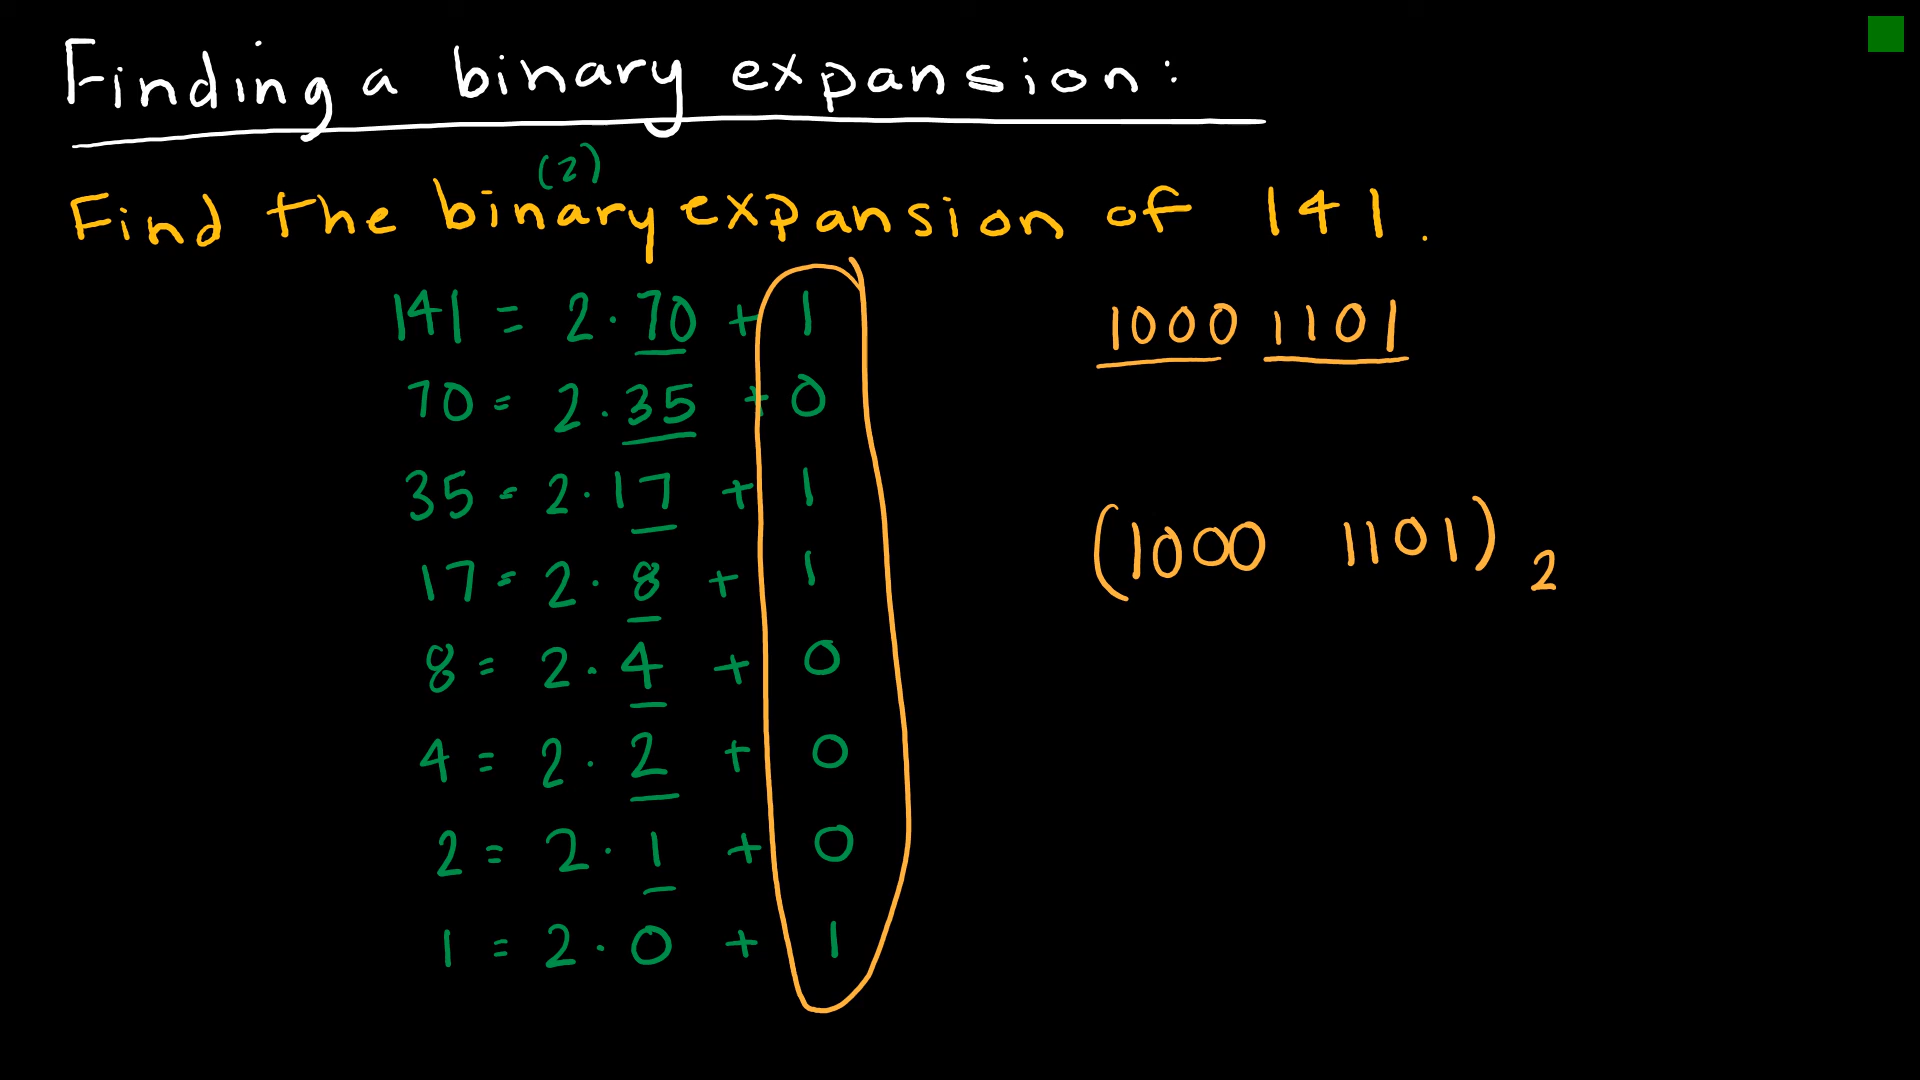 Finding a binary expansion:
(2)
Find the binary expansion of 141.
141 = 2·70 + 1
70 = 2·35 + 0
35 = 2·17 + 1
17 = 2·8 + 1
8 = 2·4 + 0
4 = 2·2 + 0
2 = 2·1 + 0
1 = 2·0 + 1
1000 1101
(1000 1101)₂